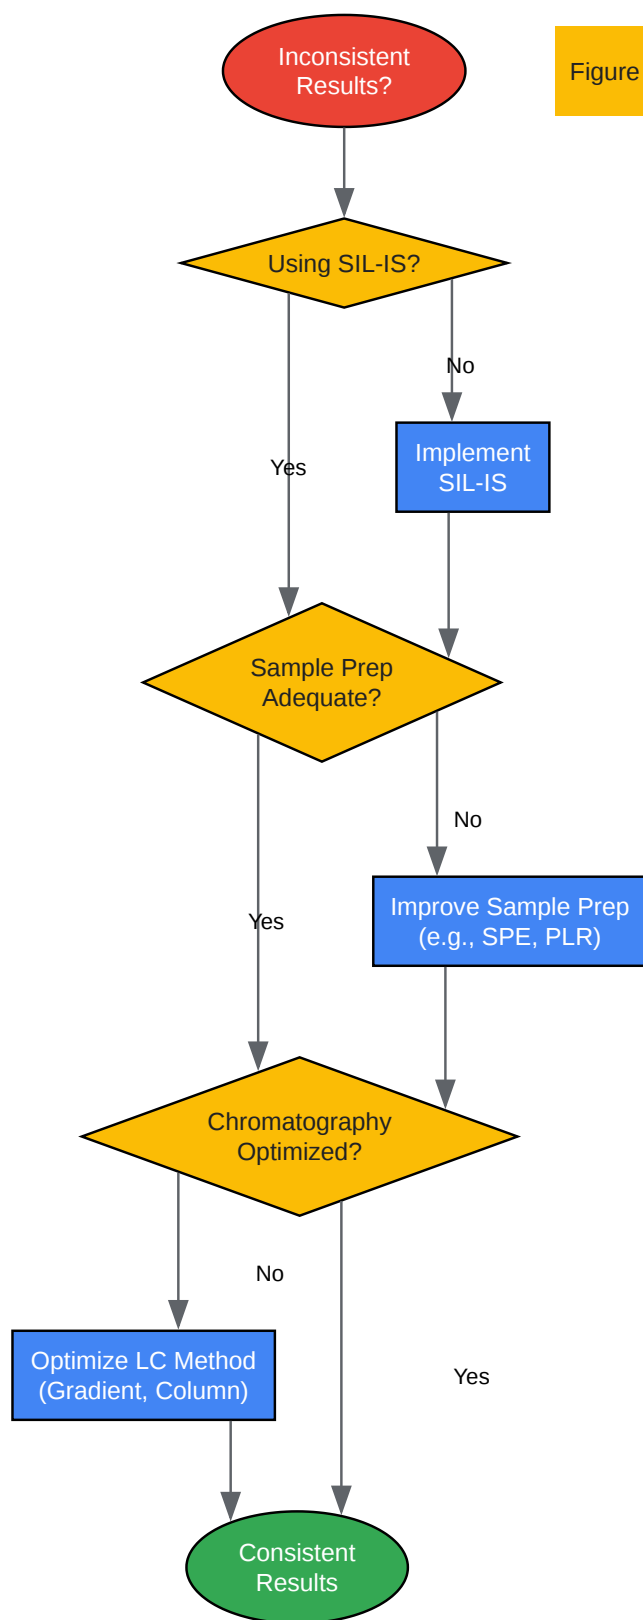 Inconsistent
Results?
Figure
Using SIL-IS?
No
Implement
SIL-IS
Yes
Sample Prep
Adequate?
No
Improve Sample Prep
(e.g., SPE, PLR)
Yes
Chromatography
Optimized?
No
Optimize LC Method
(Gradient, Column)
Yes
Consistent
Results